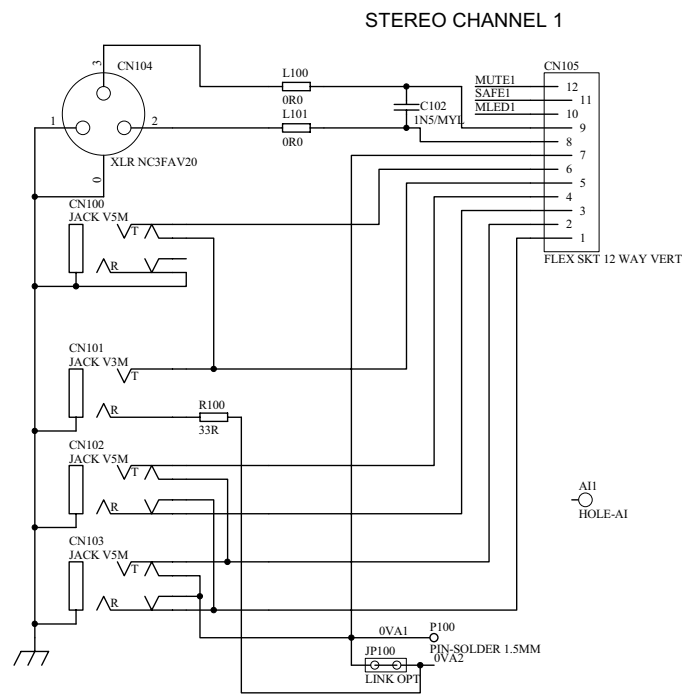 STEREO CHANNEL 1
CN104
3
1
2
0
XLR NC3FAV20
L100
0R0
L101
0R0
C102
1N5/MYL
MUTE1
SAFE1
MLED1
CN105
12
11
10
9
8
7
6
5
4
3
2
1
FLEX SKT 12 WAY VERT
CN100
JACK V5M
T
R
CN101
JACK V3M
T
R
R100
33R
CN102
JACK V5M
T
R
AI1
HOLE-AI
CN103
JACK V5M
T
R
0VA1
P100
PIN-SOLDER 1.5MM
JP100
0VA2
LINK OPT